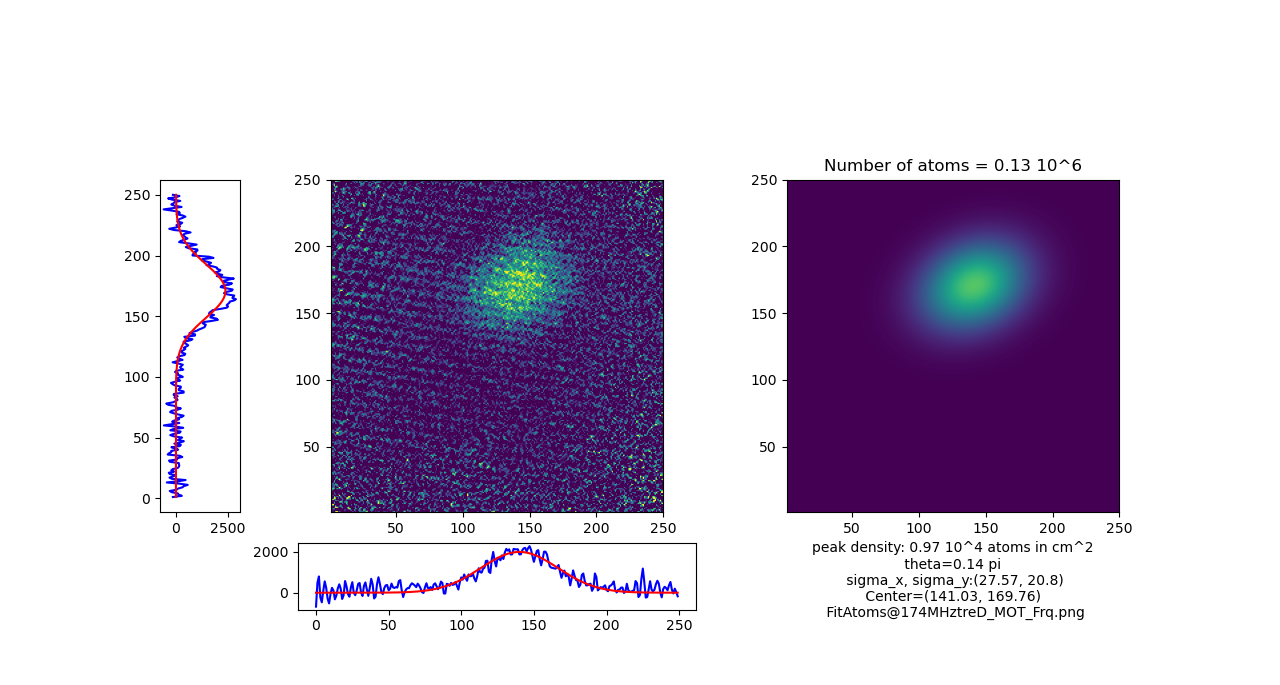 Number of atoms = 0.13 10^6
250
200
150
100
50
0
0 2500
250
200
150
100
50
50 100 150 200 250
250
200
150
100
50
50 100 150 200 250
2000
0
0 50 100 150 200 250
peak density: 0.97 10^4 atoms in cm^2
theta=0.14 pi
sigma_x, sigma_y:(27.57, 20.8)
Center=(141.03, 169.76)
FitAtoms@174MHztreD_MOT_Frq.png